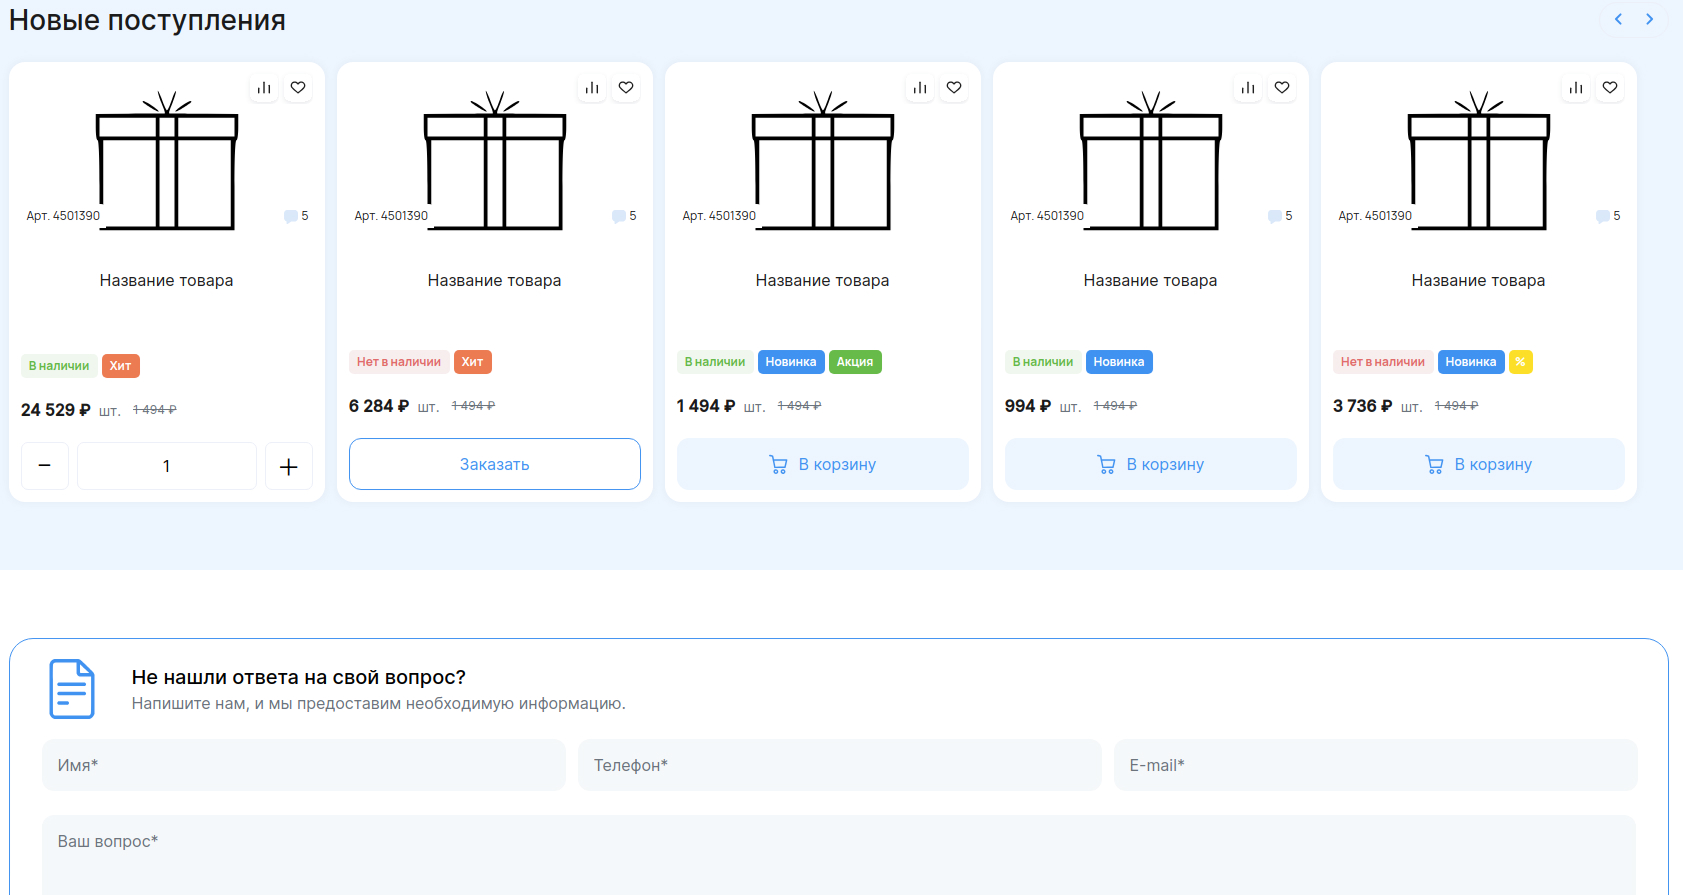 Новые поступления
Арт. 4501390 5
Арт. 4501390 5
Арт. 4501390
Арт. 4501390 5
Арт. 4501390 5
Название товара
Название товара
Название товара
Название товара
Название товара
В наличии Хит
Нет в наличии Хит
В наличии Новинка Акция
В наличии Новинка
Нет в наличии Новинка %
24 529 ₽ шт. 1 494 ₽
6 284 ₽ шт. 1 494 ₽
1 494 ₽ шт. 1 494 ₽
994 ₽ шт. 1 494 ₽
3 736 ₽ шт. 1 494 ₽
− 1 +
Заказать
В корзину
В корзину
В корзину
Не нашли ответа на свой вопрос?
Напишите нам, и мы предоставим необходимую информацию.
Имя*
Телефон*
E-mail*
Ваш вопрос*